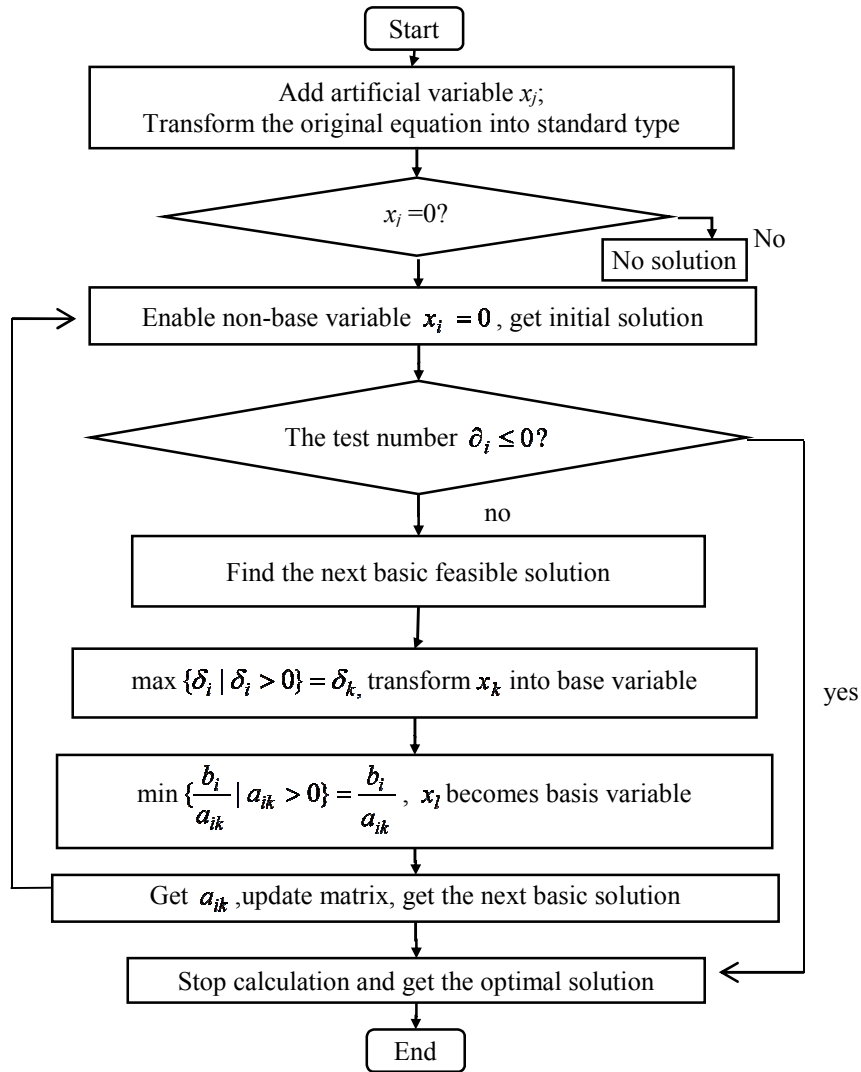 Start
Add artificial variable xj;
Transform the original equation into standard type
xj =0?
No
No solution
Enable non-base variable xi = 0 , get initial solution
The test number ∂i ≤ 0?
no
Find the next basic feasible solution
max {δi | δi > 0} = δk, transform xk into base variable
yes
min {bi/aik | aik > 0} = bi/aik , xl becomes basis variable
Get aik ,update matrix, get the next basic solution
Stop calculation and get the optimal solution
End